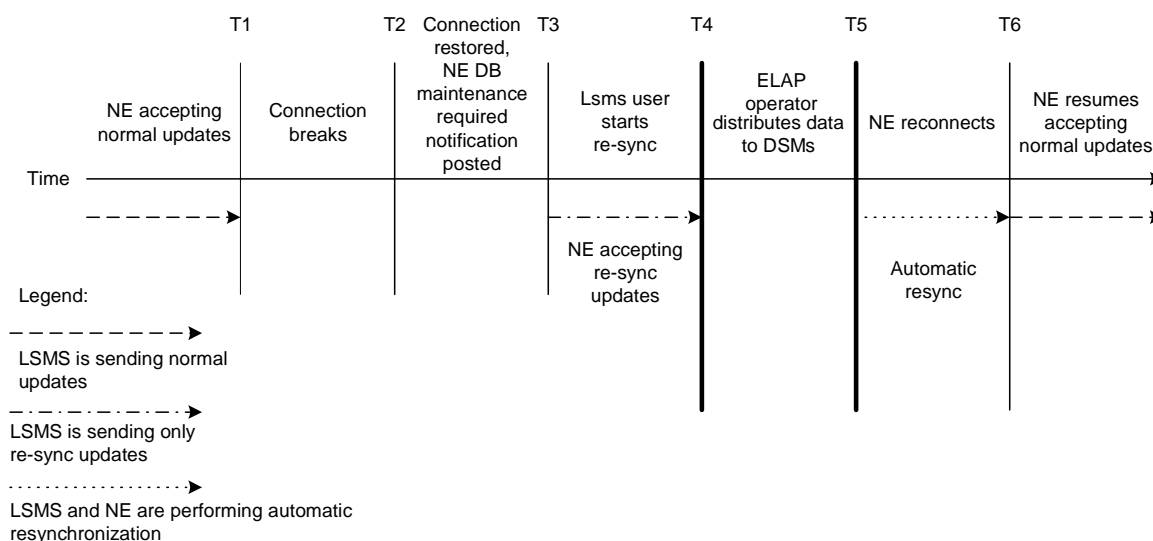 T1
T2
Connection
restored,
NE DB
maintenance
required
notification
posted
T3
T4
T5
T6
NE accepting
normal updates
Connection
breaks
Lsms user
starts
re-sync
ELAP
operator
distributes data
to DSMs
NE reconnects
NE resumes
accepting
normal updates
Time
NE accepting
re-sync
updates
Automatic
resync
Legend:
LSMS is sending normal
updates
LSMS is sending only
re-sync updates
LSMS and NE are performing automatic
resynchronization